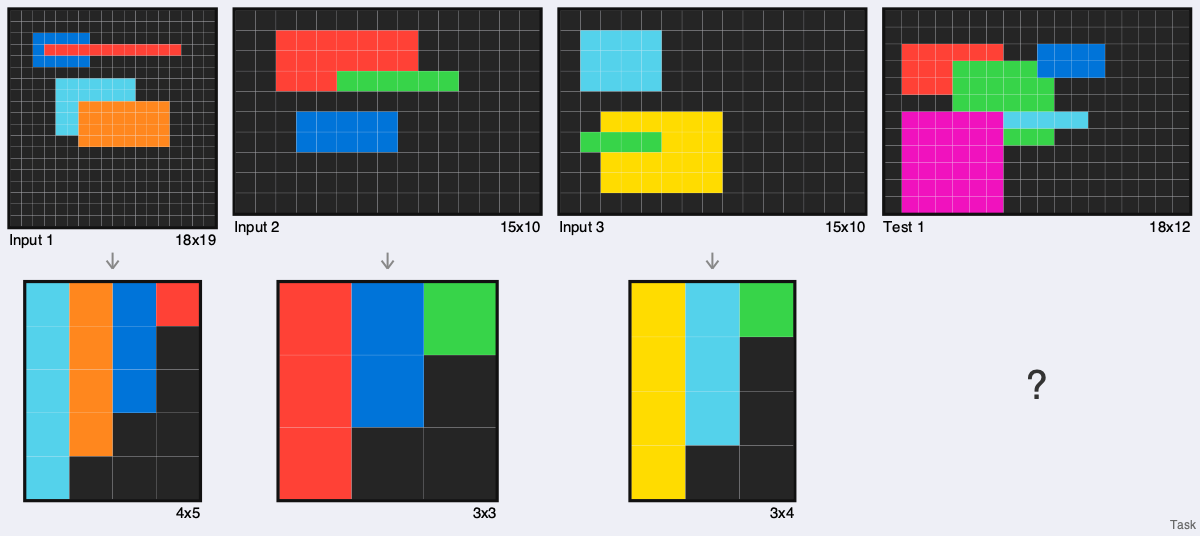 Input 1 18x19
Input 2 15x10
Input 3 15x10
Test 1 18x12
?
4x5
3x3
3x4
Task